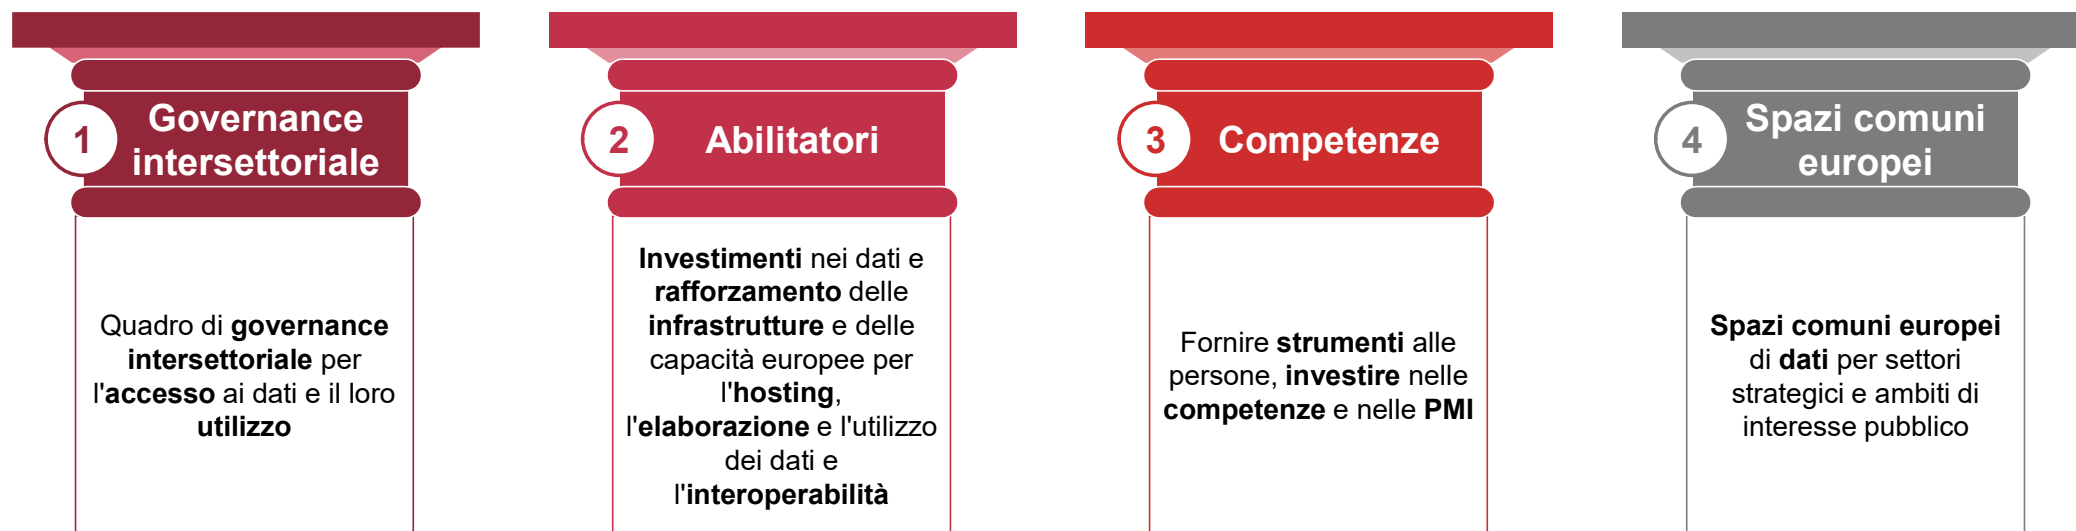 1
Governance
intersettoriale
Quadro di governance
intersettoriale per
l'accesso ai dati e il loro
utilizzo
2
Abilitatori
Investimenti nei dati e
rafforzamento delle
infrastrutture e delle
capacità europee per
l'hosting,
l'elaborazione e l'utilizzo
dei dati e
l'interoperabilità
3
Competenze
Fornire strumenti alle
persone, investire nelle
competenze e nelle PMI
4
Spazi comuni
europei
Spazi comuni europei
di dati per settori
strategici e ambiti di
interesse pubblico